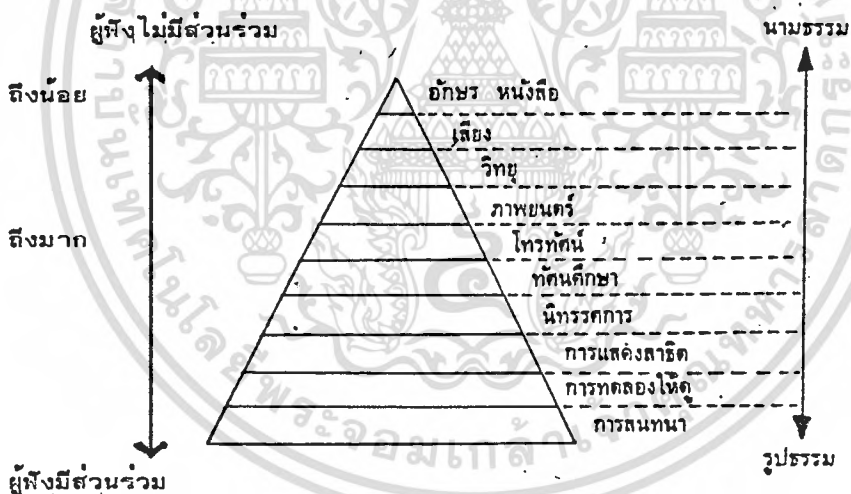 ผู้ฟังไม่มีส่วนร่วม
นามธรรม
ถึงน้อย
อักษร หนังสือ
เสียง
วิทยุ
ภาพยนตร์
ถึงมาก
โทรทัศน์
ทัศนศึกษา
นิทรรศการ
การแสดงสาธิต
การทดลองให้ดู
การสนทนา
รูปธรรม
ผู้ฟังมีส่วนร่วม